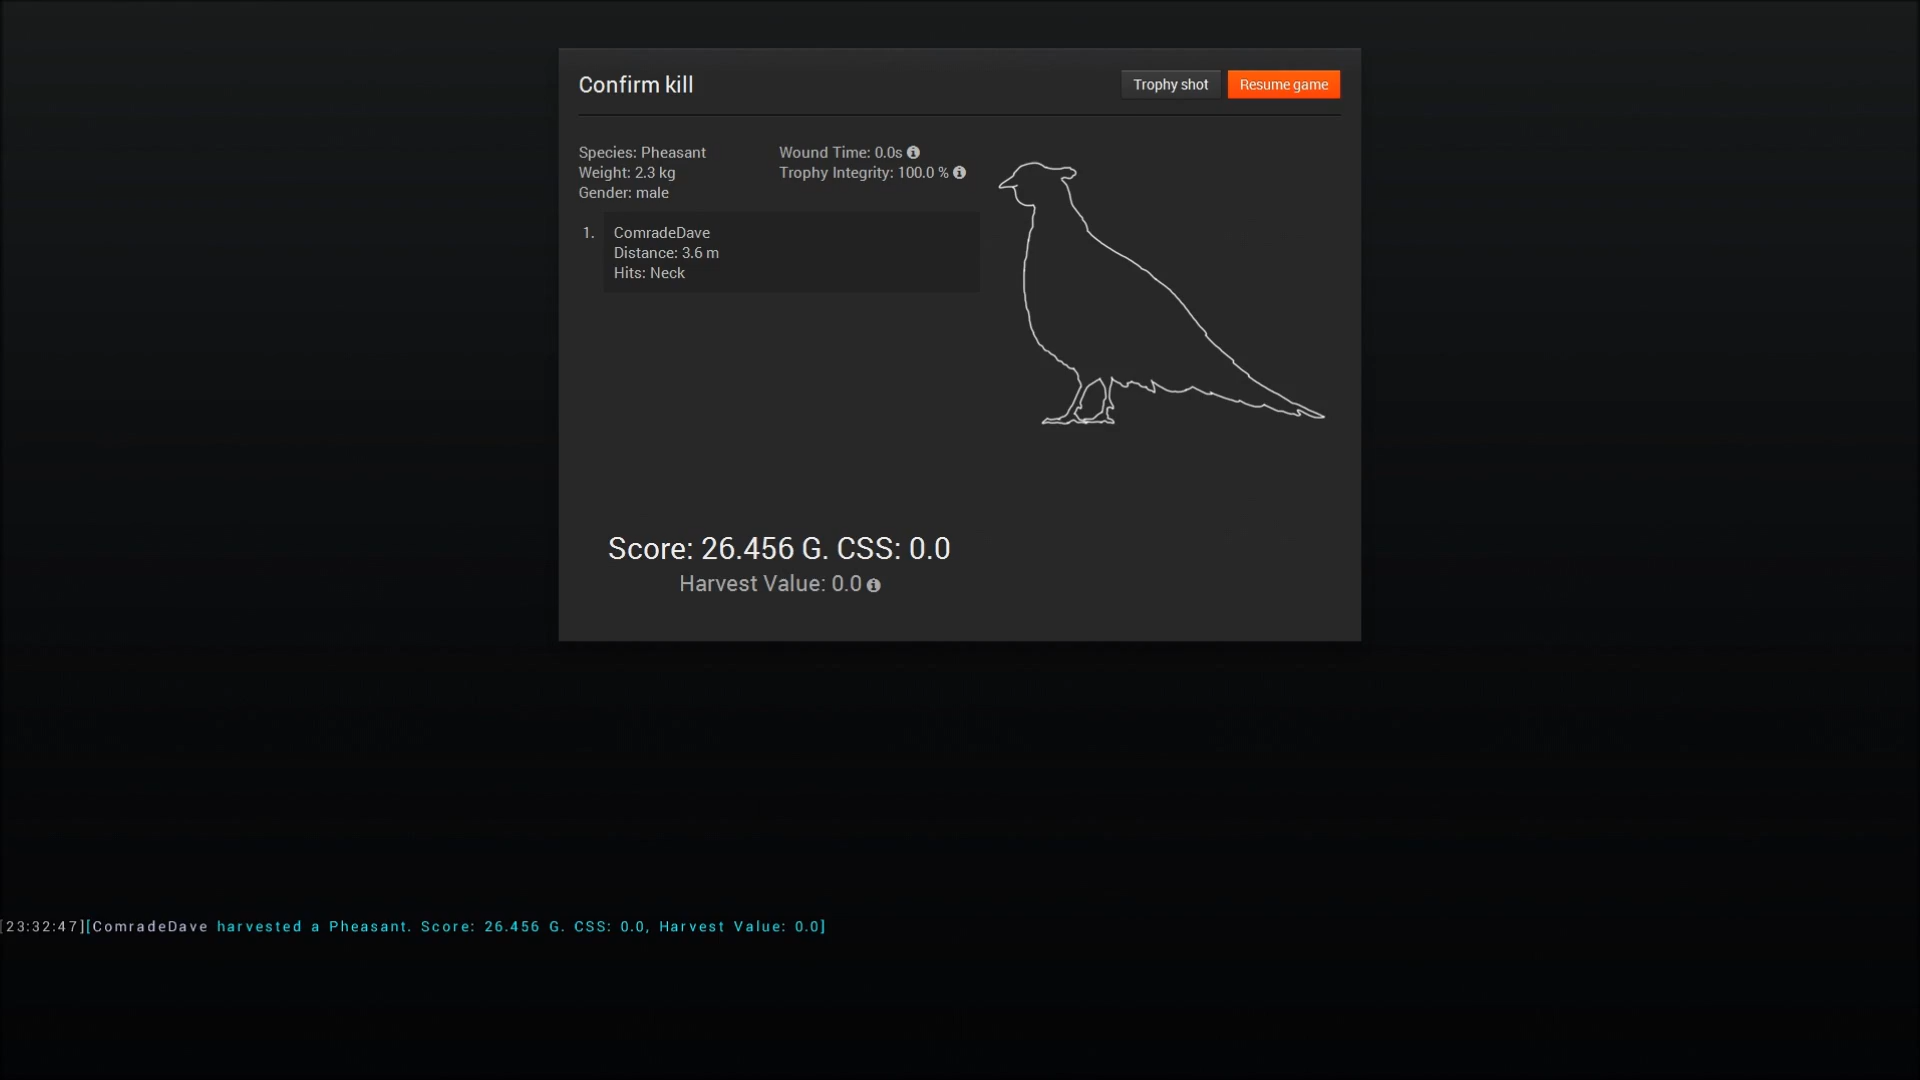 Confirm kill
Trophy shot
Resume game
Species: Pheasant
Weight: 2.3 kg
Gender: male
Wound Time: 0.0s
Trophy Integrity: 100.0 %
1.
ComradeDave
Distance: 3.6 m
Hits: Neck
Score: 26.456 G. CSS: 0.0
Harvest Value: 0.0
[23:32:47][ComradeDave harvested a Pheasant. Score: 26.456 G. CSS: 0.0, Harvest Value: 0.0]